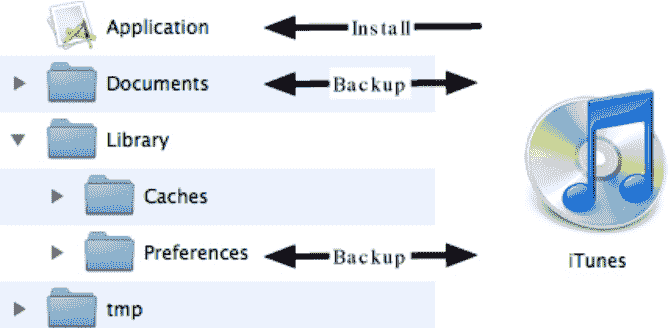 Application
Install
Documents
Backup
Library
Caches
Preferences
Backup
iTunes
tmp